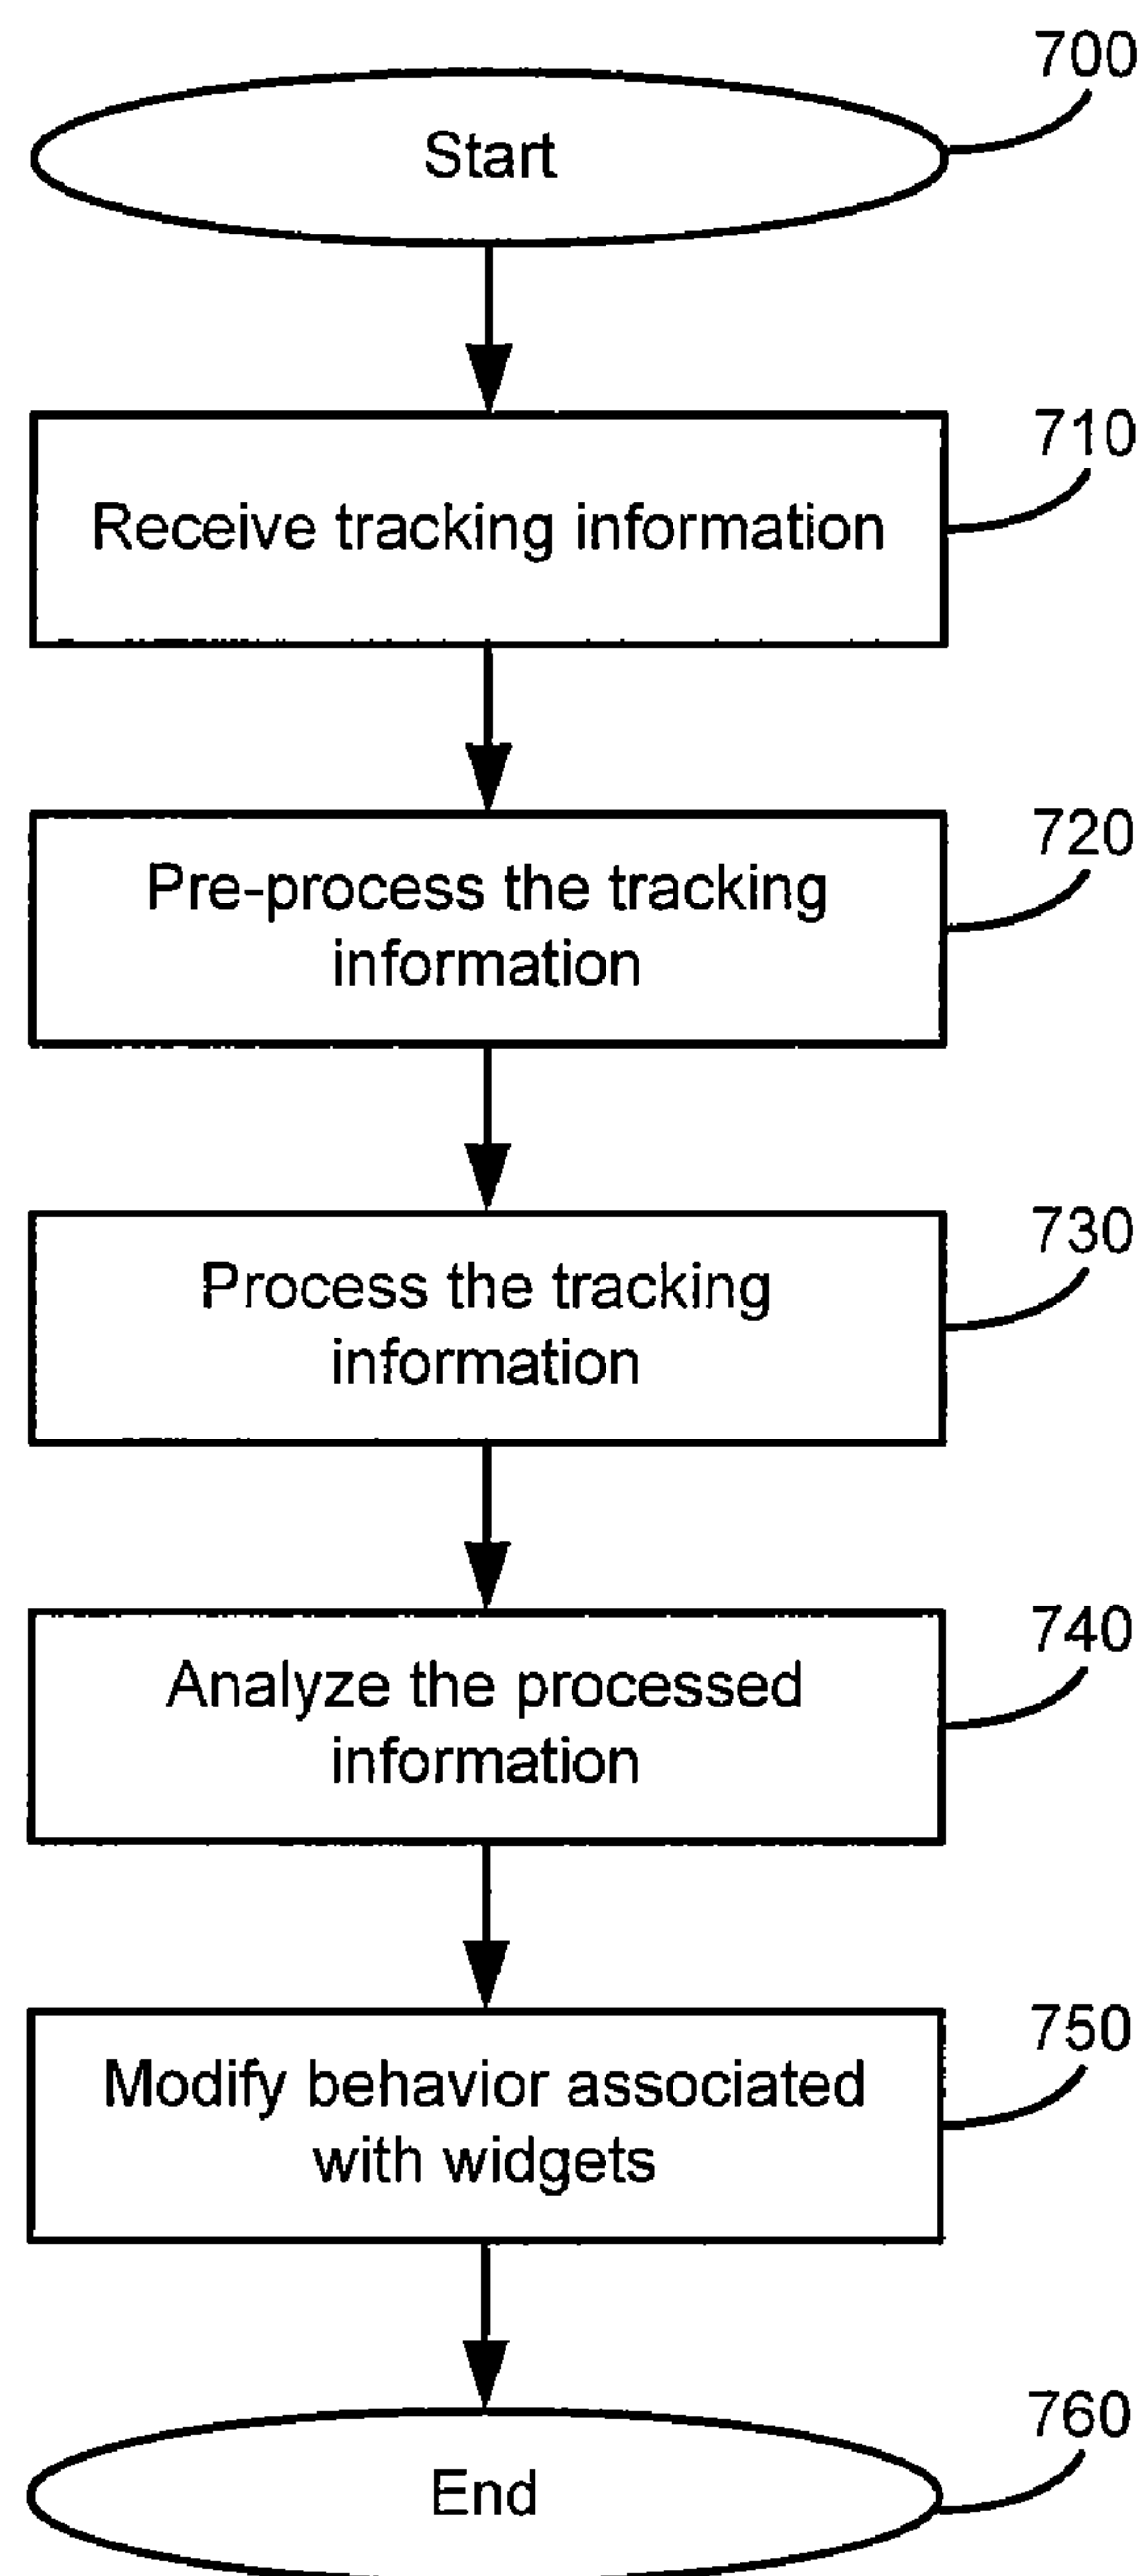 700
Start
710
Receive tracking information
720
Pre-process the tracking
information
730
Process the tracking
information
740
Analyze the processed
information
750
Modify behavior associated
with widgets
760
End